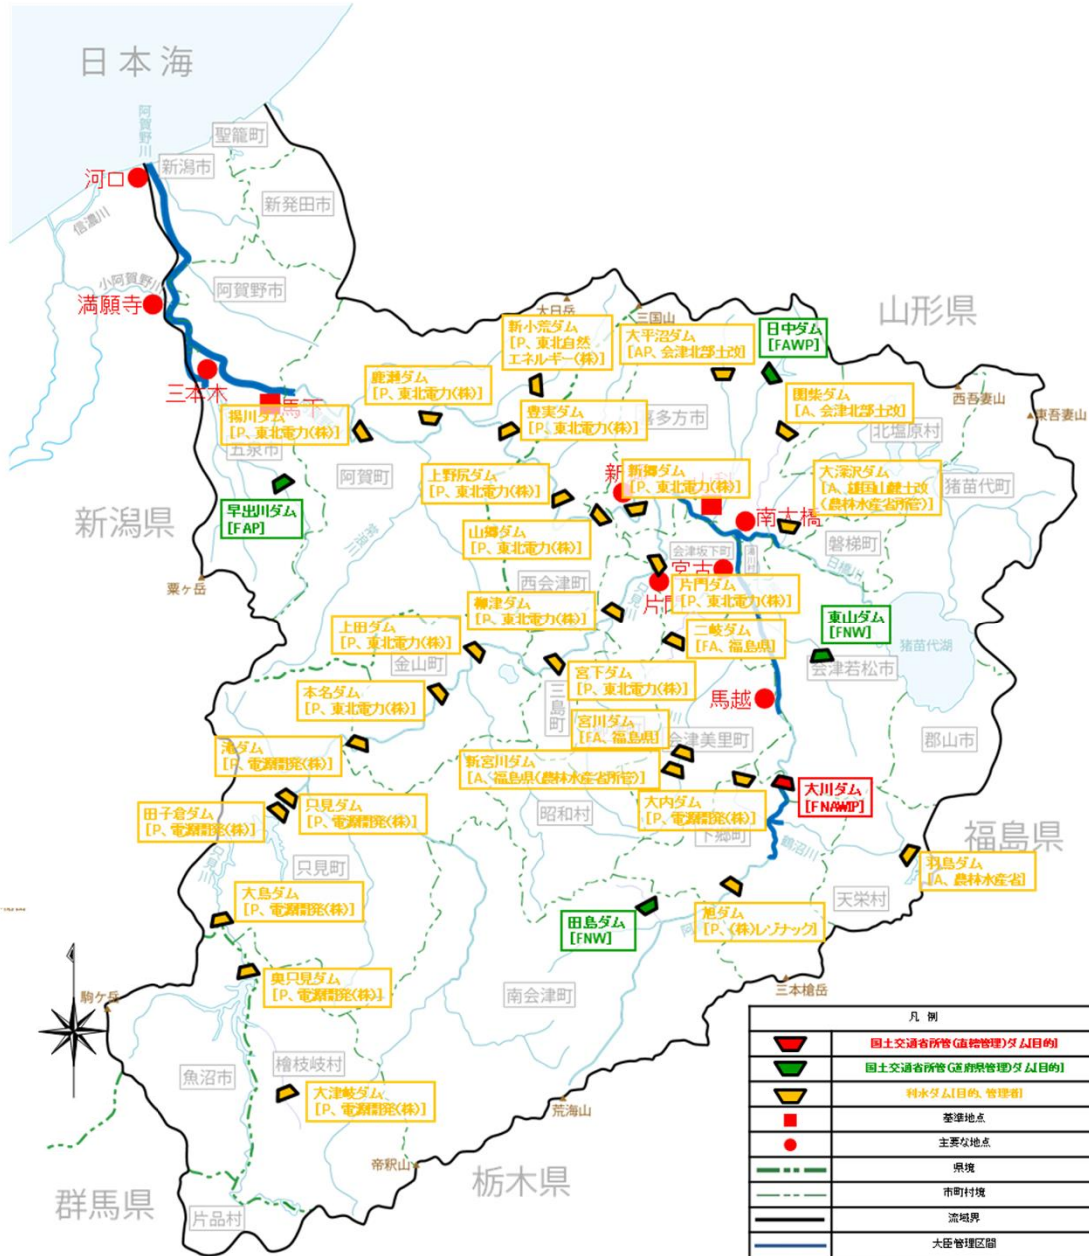 日本海
阿賀野川
聖籠町
新潟市
河口
新発田市
信濃川
小阿賀野川
阿賀野市
満願寺
山形県
大日岳
三国山
新小荒ダム
[P、東北自然
エネルギー(株)]
大平沼ダム
[AP、会津北部土改]
日中ダム
[FAWP]
三本木
鹿瀬ダム
[P、東北電力(株)]
関柴ダム
[A、会津北部土改]
西吾妻山
東吾妻山
馬下
揚川ダム
[P、東北電力(株)]
豊実ダム
[P、東北電力(株)]
喜多方市
北塩原村
五泉市
阿賀町
上野尻ダム
[P、東北電力(株)]
新郷ダム
[P、東北電力(株)]
大深沢ダム
[A、雄国山麓土改
(農林水産省所管)]
猪苗代町
早出川ダム
[FAP]
新潟県
常浪川
山郷ダム
[P、東北電力(株)]
南大橋
会津坂下町
湯川村
磐梯町
日橋川
宮古
粟ヶ岳
西会津町
只見川
片門ダム
[P、東北電力(株)]
柳津ダム
[P、東北電力(株)]
東山ダム
[FNW]
上田ダム
[P、東北電力(株)]
二岐ダム
[FA、福島県]
猪苗代湖
金山町
会津若松市
宮下ダム
[P、東北電力(株)]
本名ダム
[P、東北電力(株)]
三島町
馬越
宮川ダム
[FA、福島県]
会津美里町
郡山市
滝ダム
[P、電源開発(株)]
新宮川ダム
[A、福島県(農林水産省所管)]
大川ダム
[FNAWIP]
田子倉ダム
[P、電源開発(株)]
只見ダム
[P、電源開発(株)]
昭和村
大内ダム
[P、電源開発(株)]
下郷町
福島県
鶴沼川
只見町
只見川
羽鳥ダム
[A、農林水産省]
大鳥ダム
[P、電源開発(株)]
天栄村
田島ダム
[FNW]
旭ダム
[P、(株)レゾナック]
奥只見ダム
[P、電源開発(株)]
三本槍岳
駒ヶ岳
南会津町
魚沼市
檜枝岐村
大津岐ダム
[P、電源開発(株)]
荒海山
帝釈山
栃木県
群馬県
片品村
凡例
国土交通省所管(直轄管理)ダム[目的]
国土交通省所管(道府県管理)ダム[目的]
利水ダム[目的、管理者]
基準地点
主要な地点
県境
市町村境
流域界
大臣管理区間